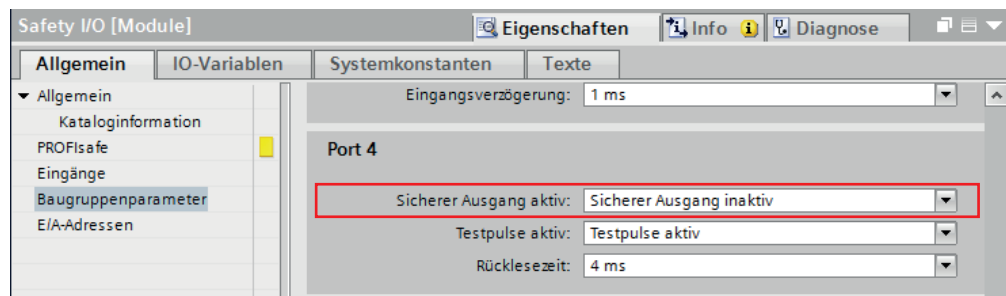 Safety I/O [Module]
Eigenschaften Info Diagnose
Allgemein IO-Variablen Systemkonstanten Texte
Allgemein
Kataloginformation
PROFIsafe
Eingänge
Baugruppenparameter
E/A-Adressen
Eingangsverzögerung: 1 ms
Port 4
Sicherer Ausgang aktiv: Sicherer Ausgang inaktiv
Testpulse aktiv: Testpulse aktiv
Rücklesezeit: 4 ms